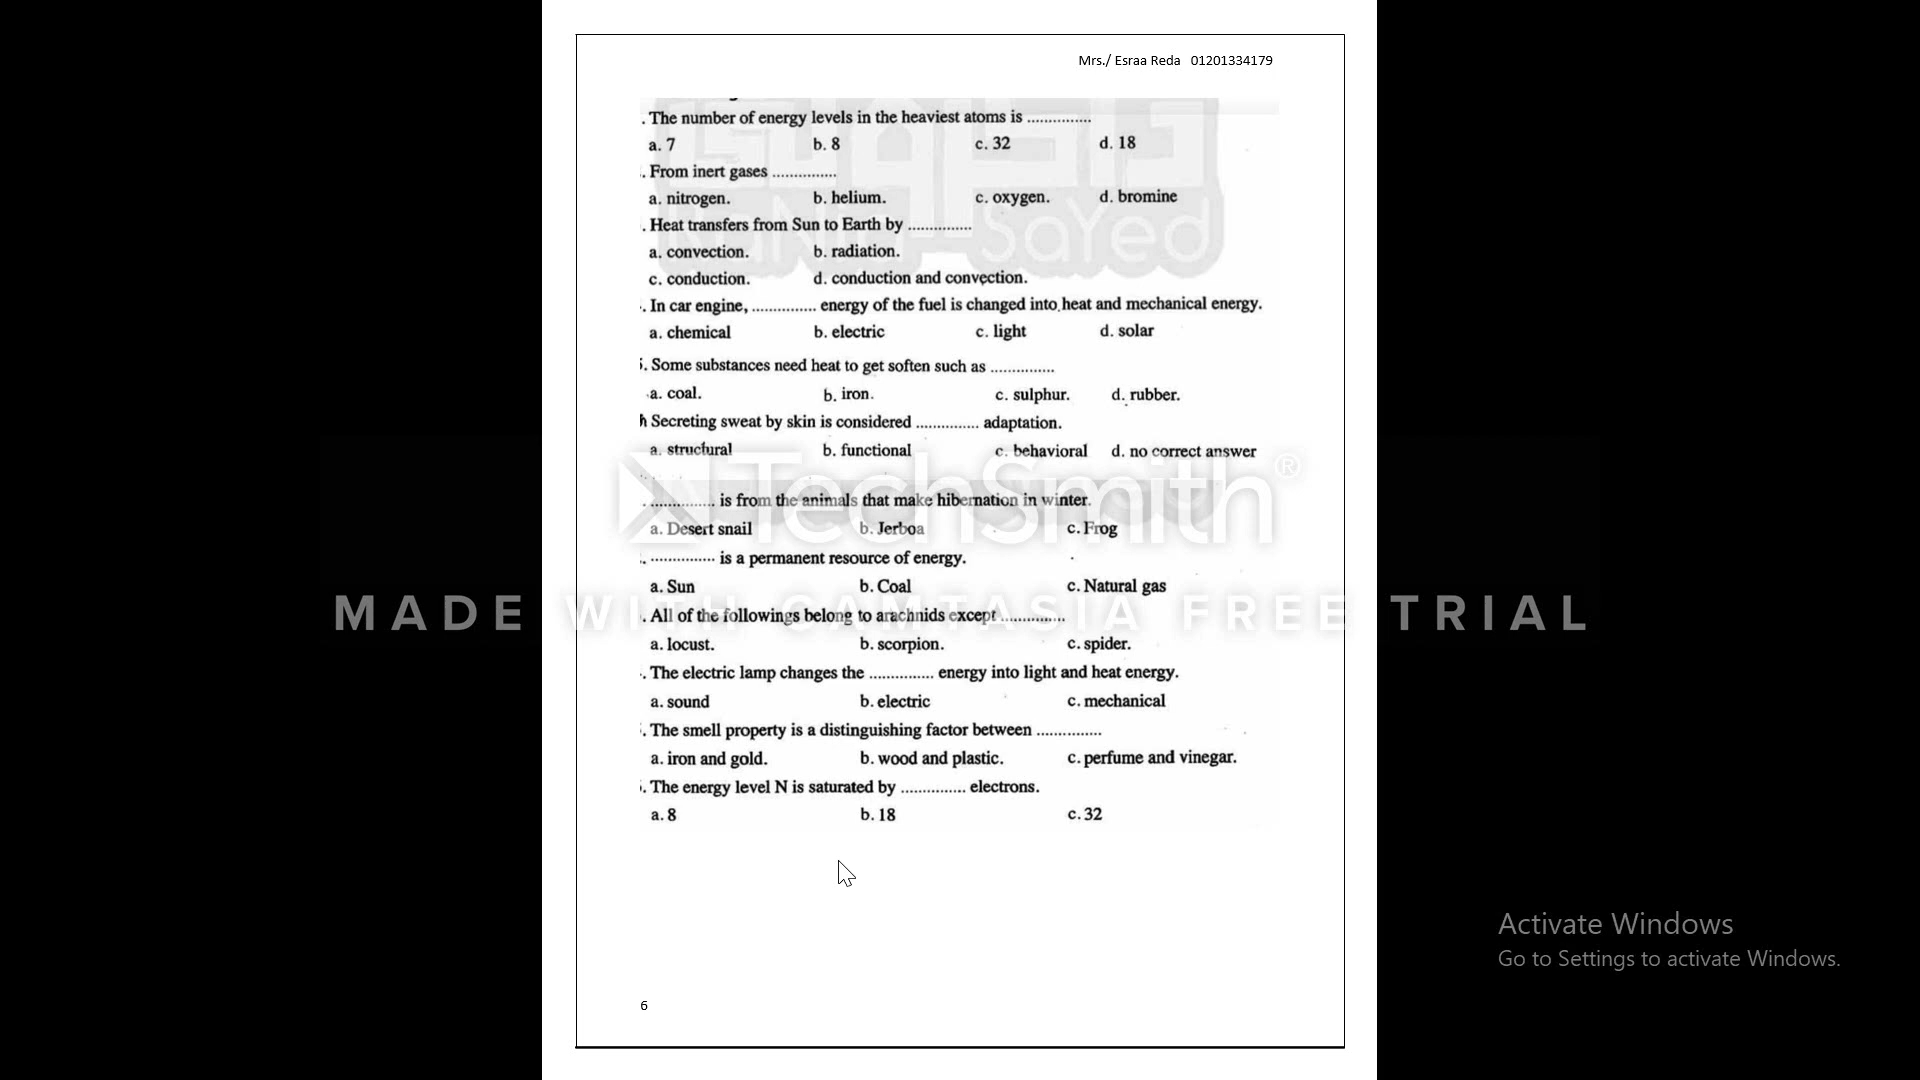 Mrs./ Esraa Reda 01201334179
. The number of energy levels in the heaviest atoms is ...............
a. 7 b. 8 c. 32 d. 18
. From inert gases ...............
a. nitrogen. b. helium. c. oxygen. d. bromine
. Heat transfers from Sun to Earth by ...............
a. convection. b. radiation.
c. conduction. d. conduction and convection.
. In car engine, ............... energy of the fuel is changed into heat and mechanical energy.
a. chemical b. electric c. light d. solar
. Some substances need heat to get soften such as ...............
a. coal. b. iron. c. sulphur. d. rubber.
Secreting sweat by skin is considered ............... adaptation.
a. structural b. functional c. behavioral d. no correct answer
. ............... is from the animals that make hibernation in winter.
a. Desert snail b. Jerboa c. Frog
. ............... is a permanent resource of energy.
a. Sun b. Coal c. Natural gas
. All of the followings belong to arachnids except ...............
a. locust. b. scorpion. c. spider.
. The electric lamp changes the ............... energy into light and heat energy.
a. sound b. electric c. mechanical
. The smell property is a distinguishing factor between ...............
a. iron and gold. b. wood and plastic. c. perfume and vinegar.
. The energy level N is saturated by ............... electrons.
a. 8 b. 18 c. 32
6
SaYed
TechSmith®
MADE WITH CAMTASIA FREE TRIAL
Activate Windows
Go to Settings to activate Windows.